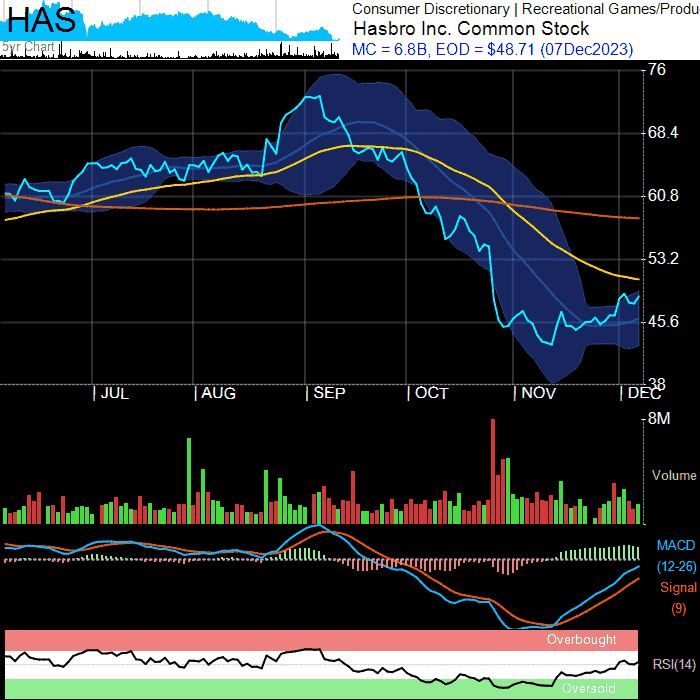 HAS
5yr Chart
Consumer Discretionary | Recreational Games/Produ
Hasbro Inc. Common Stock
MC = 6.8B, EOD = $48.71 (07Dec2023)
76
68.4
60.8
53.2
45.6
38
JUL
AUG
SEP
OCT
NOV
DEC
8M
Volume
MACD
(12-26)
Signal
(9)
Overbought
RSI(14)
Oversold